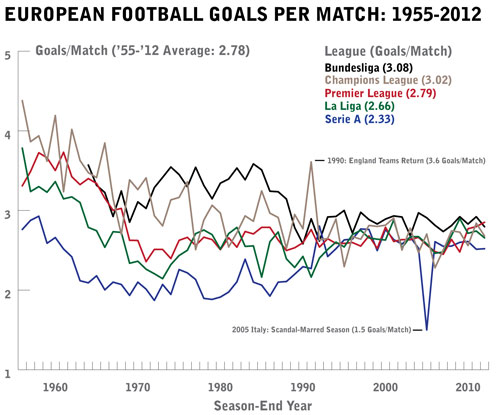 EUROPEAN FOOTBALL GOALS PER MATCH: 1955-2012
Goals/Match ('55-'12 Average: 2.78)
League (Goals/Match)
Bundesliga (3.08)
Champions League (3.02)
Premier League (2.79)
La Liga (2.66)
Serie A (2.33)
5
4
3
2
1
1990: England Teams Return (3.6 Goals/Match)
2005 Italy: Scandal-Marred Season (1.5 Goals/Match)
1960 1970 1980 1990 2000 2010
Season-End Year